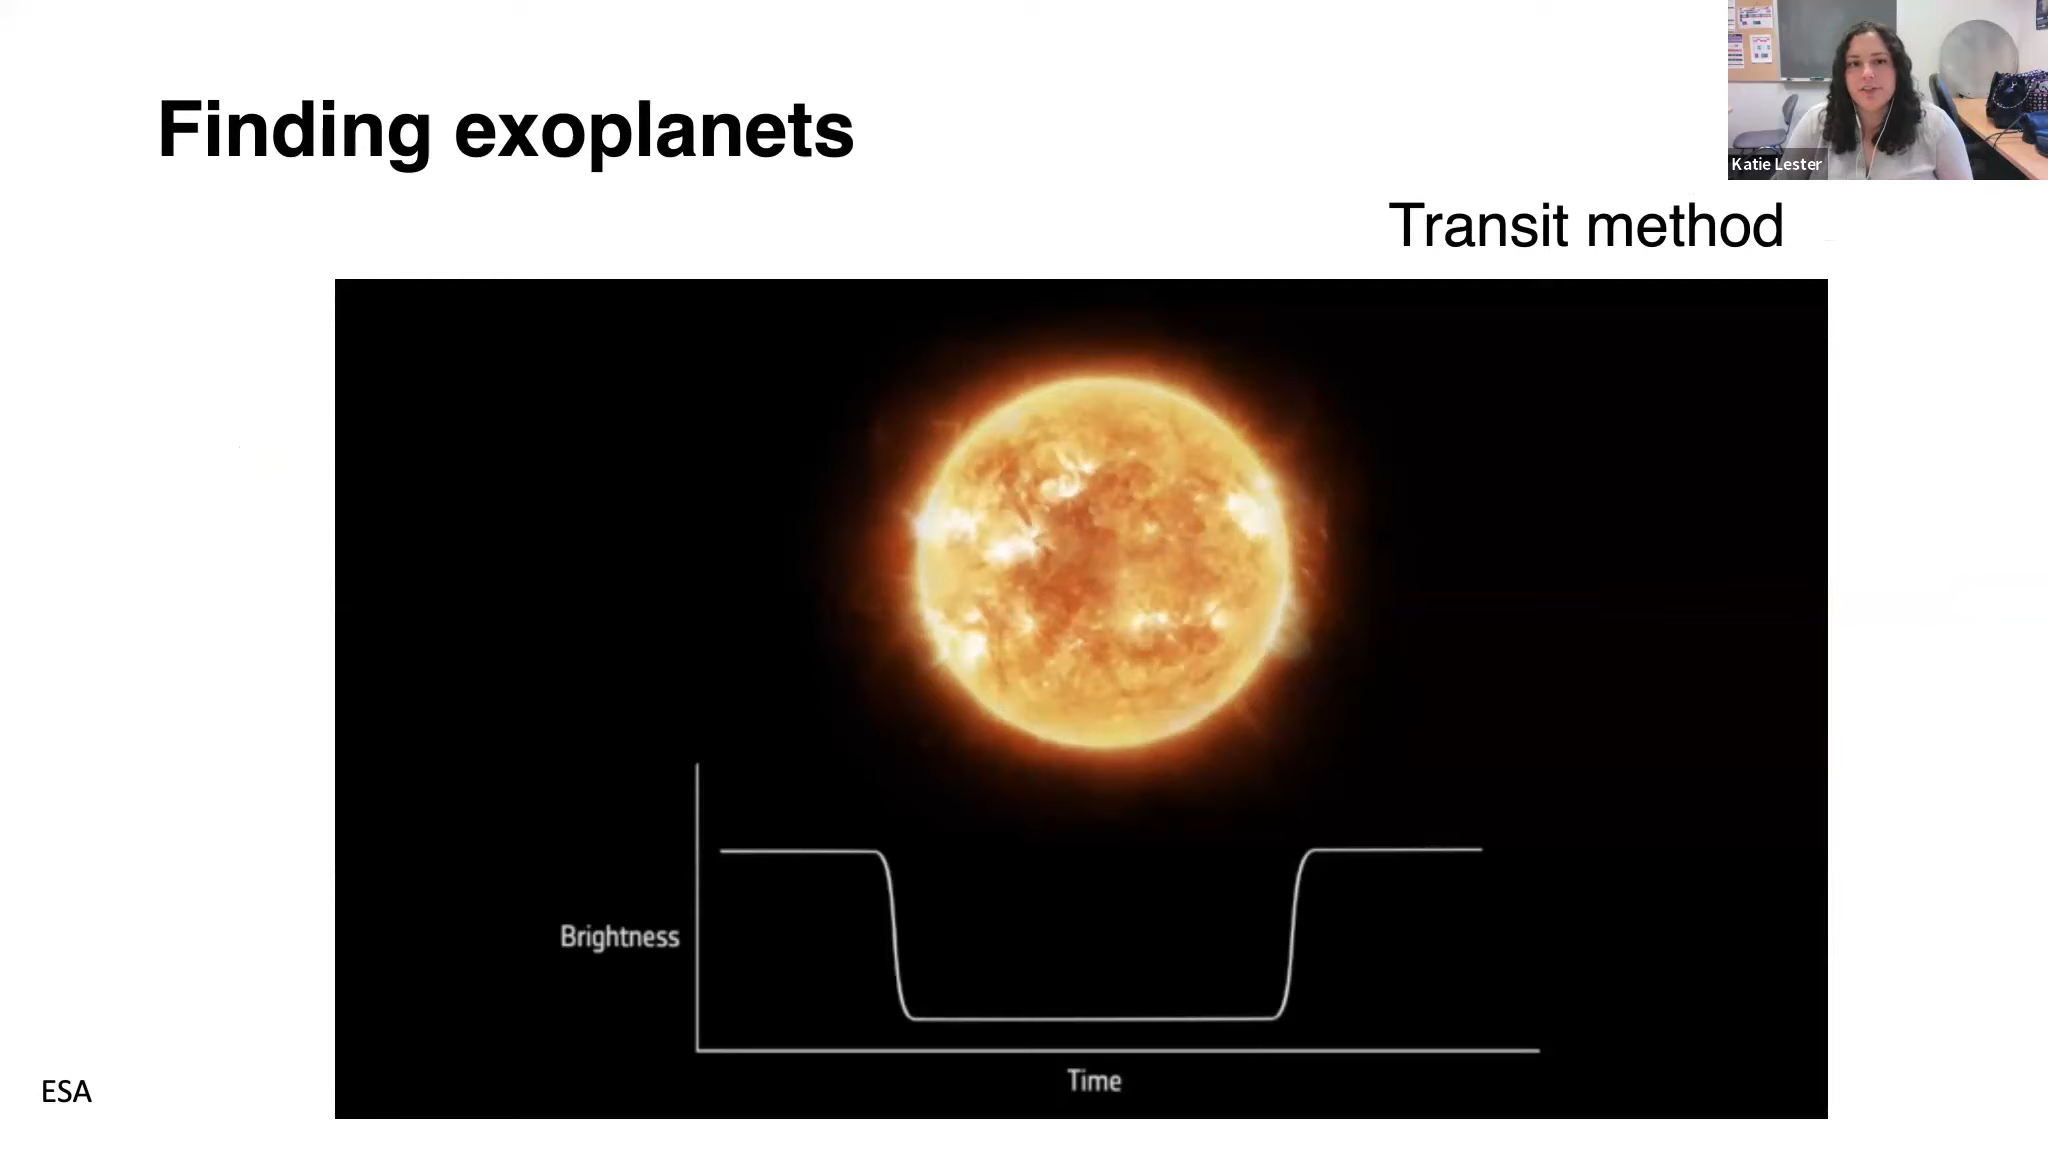 Finding exoplanets
Katie Lester
Transit method
Brightness
Time
ESA